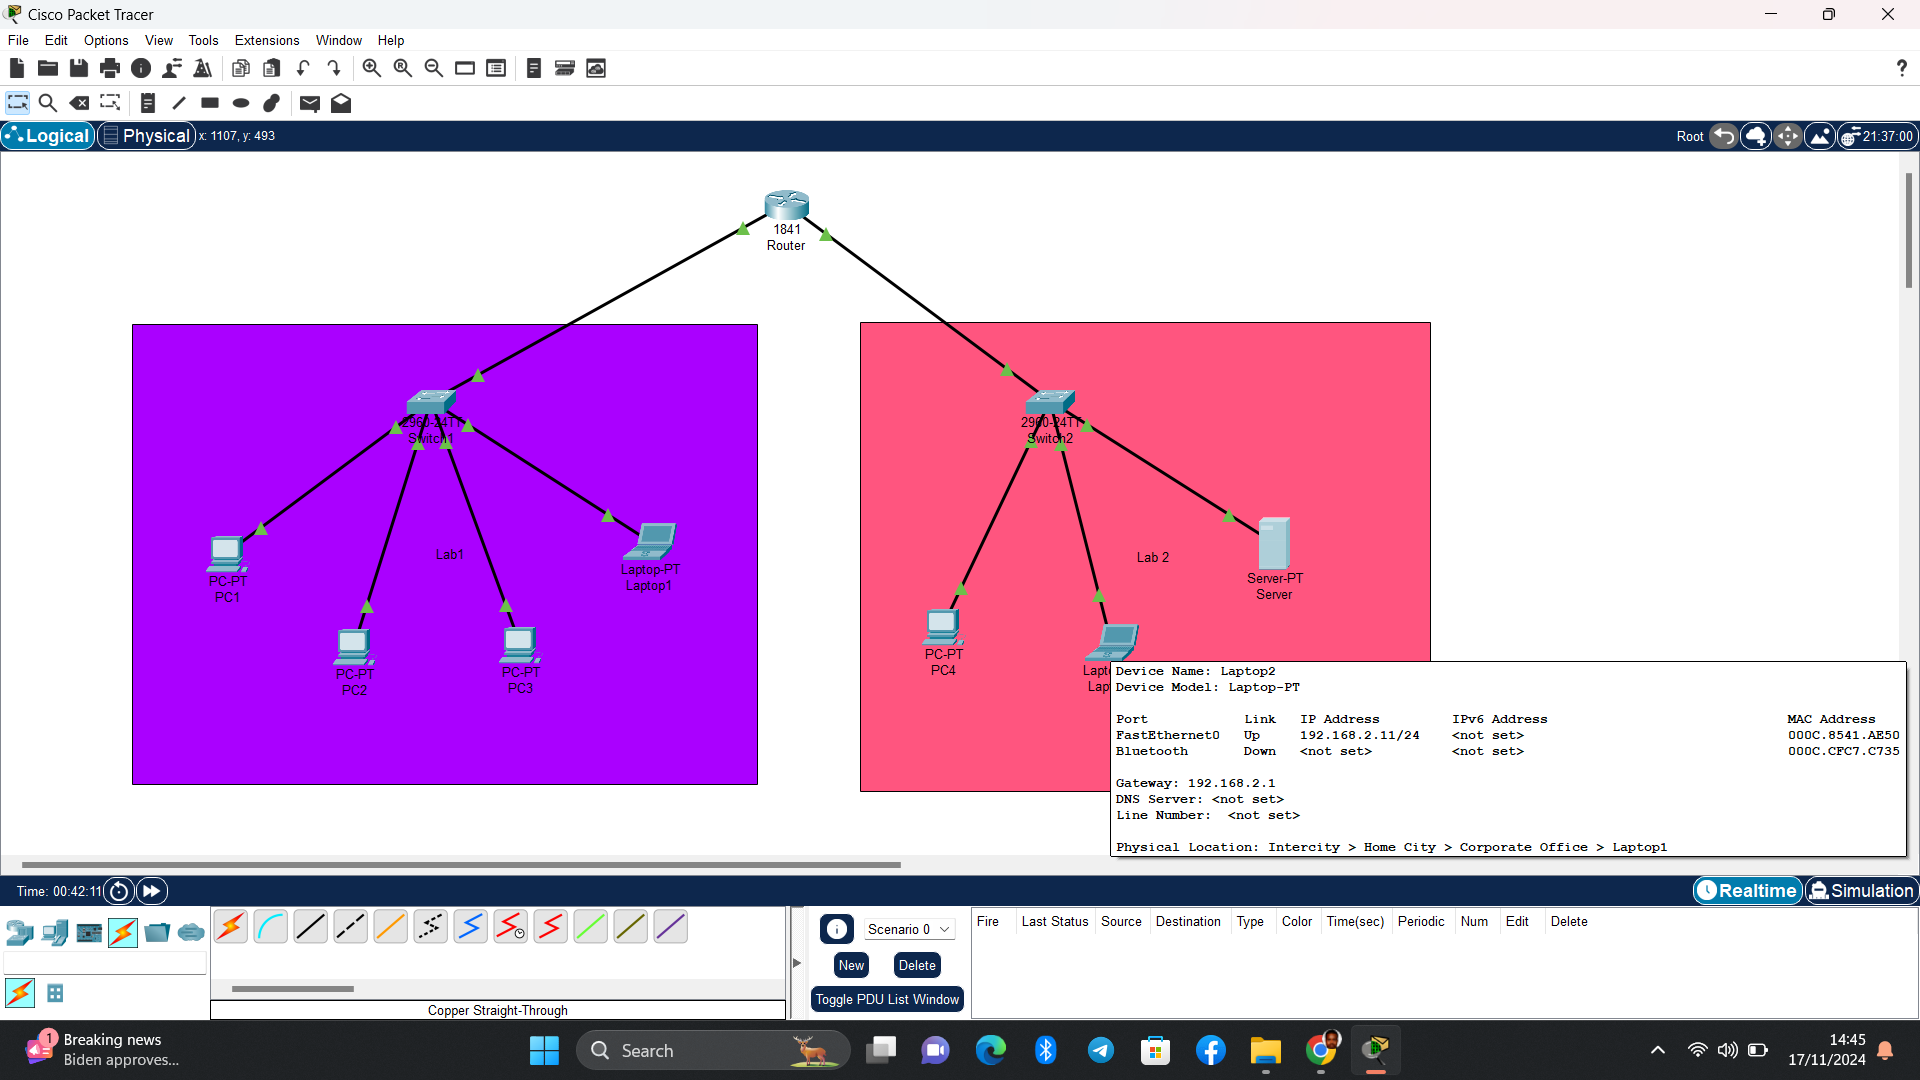 Cisco Packet Tracer
File Edit Options View Tools Extensions Window Help
?
Logical Physical x: 1107, y: 493 Root 21:37:00
1841
Router
2960-24TT
Switch1
2960-24TT
Switch2
Lab1
Lab 2
PC-PT
PC1
PC-PT
PC2
PC-PT
PC3
Laptop-PT
Laptop1
Server-PT
Server
PC-PT
PC4
Lapt
Lap
Device Name: Laptop2
Device Model: Laptop-PT
Port Link IP Address IPv6 Address MAC Address
FastEthernet0 Up 192.168.2.11/24 <not set> 000C.8541.AE50
Bluetooth Down <not set> <not set> 000C.CFC7.C735
Gateway: 192.168.2.1
DNS Server: <not set>
Line Number: <not set>
Physical Location: Intercity > Home City > Corporate Office > Laptop1
Time: 00:42:11 Realtime Simulation
Scenario 0
New Delete
Toggle PDU List Window
Fire Last Status Source Destination Type Color Time(sec) Periodic Num Edit Delete
Copper Straight-Through
1
Breaking news
Biden approves...
Search
14:45
17/11/2024